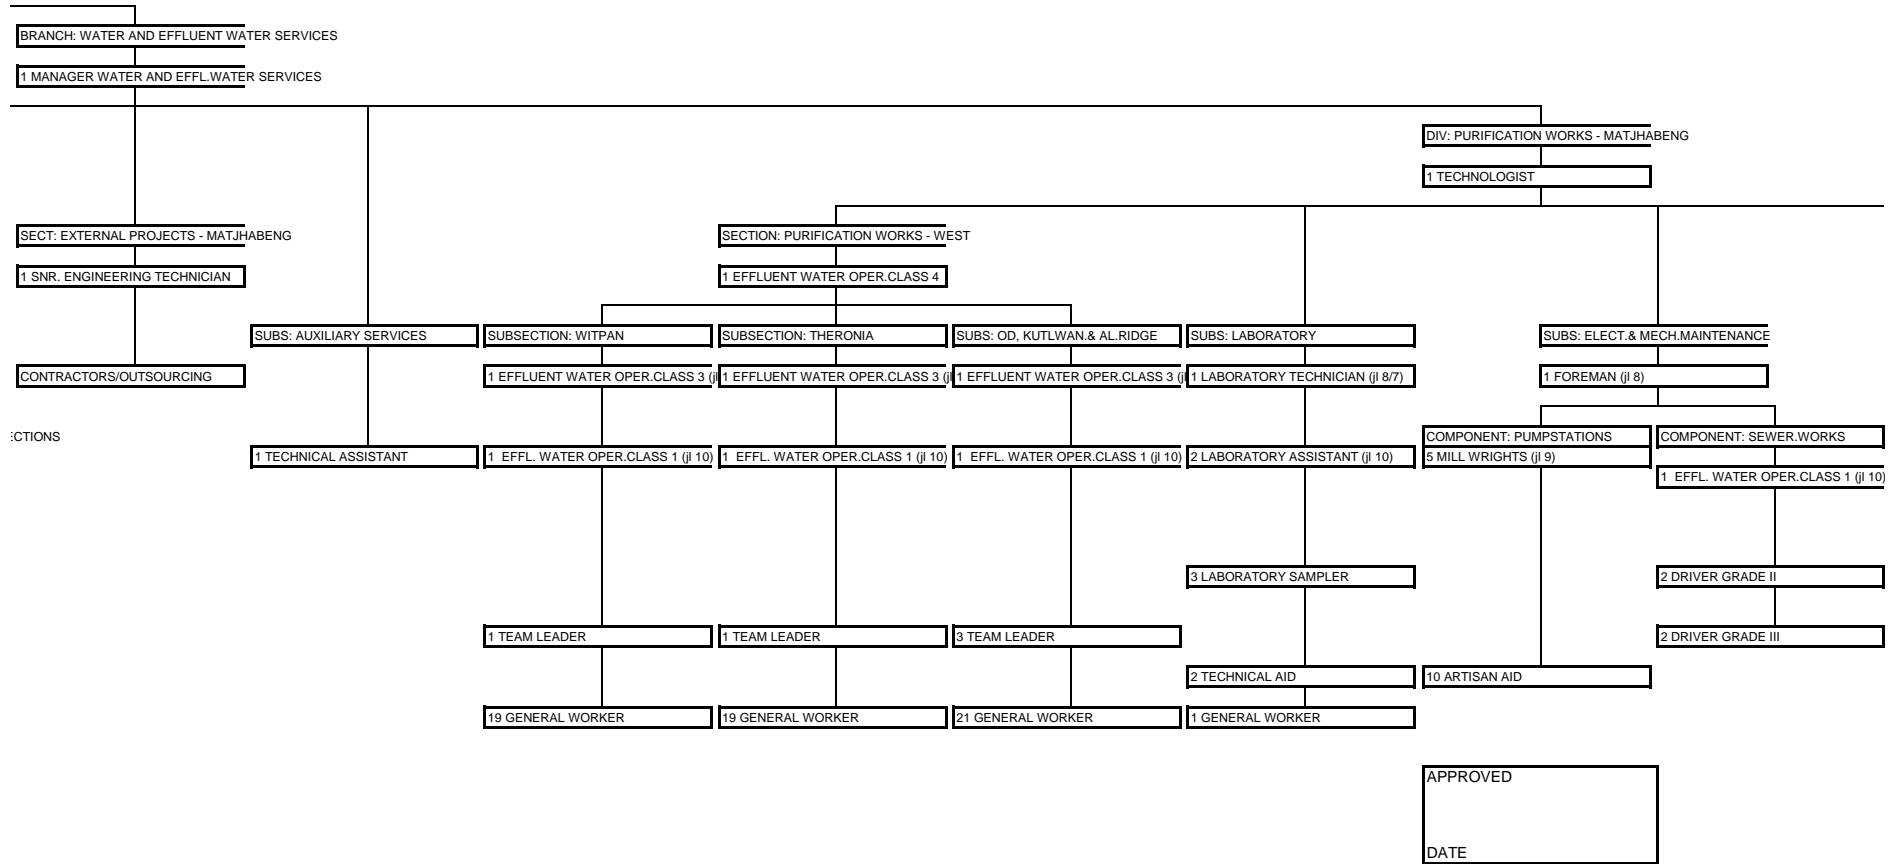 BRANCH: WATER AND EFFLUENT WATER SERVICES
1 MANAGER WATER AND EFFL.WATER SERVICES
DIV: PURIFICATION WORKS - MATJHABENG
1 TECHNOLOGIST
SECT: EXTERNAL PROJECTS - MATJHABENG
SECTION: PURIFICATION WORKS - WEST
1 SNR. ENGINEERING TECHNICIAN
1 EFFLUENT WATER OPER.CLASS 4
SUBS: AUXILIARY SERVICES
SUBSECTION: WITPAN
SUBSECTION: THERONIA
SUBS: OD, KUTLWAN.& AL.RIDGE
SUBS: LABORATORY
SUBS: ELECT.& MECH.MAINTENANCE
CONTRACTORS/OUTSOURCING
1 EFFLUENT WATER OPER.CLASS 3 (jl
1 EFFLUENT WATER OPER.CLASS 3 (jl
1 EFFLUENT WATER OPER.CLASS 3 (jl
1 LABORATORY TECHNICIAN (jl 8/7)
1 FOREMAN (jl 8)
ECTIONS
COMPONENT: PUMPSTATIONS
COMPONENT: SEWER.WORKS
1 TECHNICAL ASSISTANT
1 EFFL. WATER OPER.CLASS 1 (jl 10)
1 EFFL. WATER OPER.CLASS 1 (jl 10)
1 EFFL. WATER OPER.CLASS 1 (jl 10)
2 LABORATORY ASSISTANT (jl 10)
5 MILL WRIGHTS (jl 9)
1 EFFL. WATER OPER.CLASS 1 (jl 10)
3 LABORATORY SAMPLER
2 DRIVER GRADE II
1 TEAM LEADER
1 TEAM LEADER
3 TEAM LEADER
2 DRIVER GRADE III
2 TECHNICAL AID
10 ARTISAN AID
19 GENERAL WORKER
19 GENERAL WORKER
21 GENERAL WORKER
1 GENERAL WORKER
APPROVED
DATE